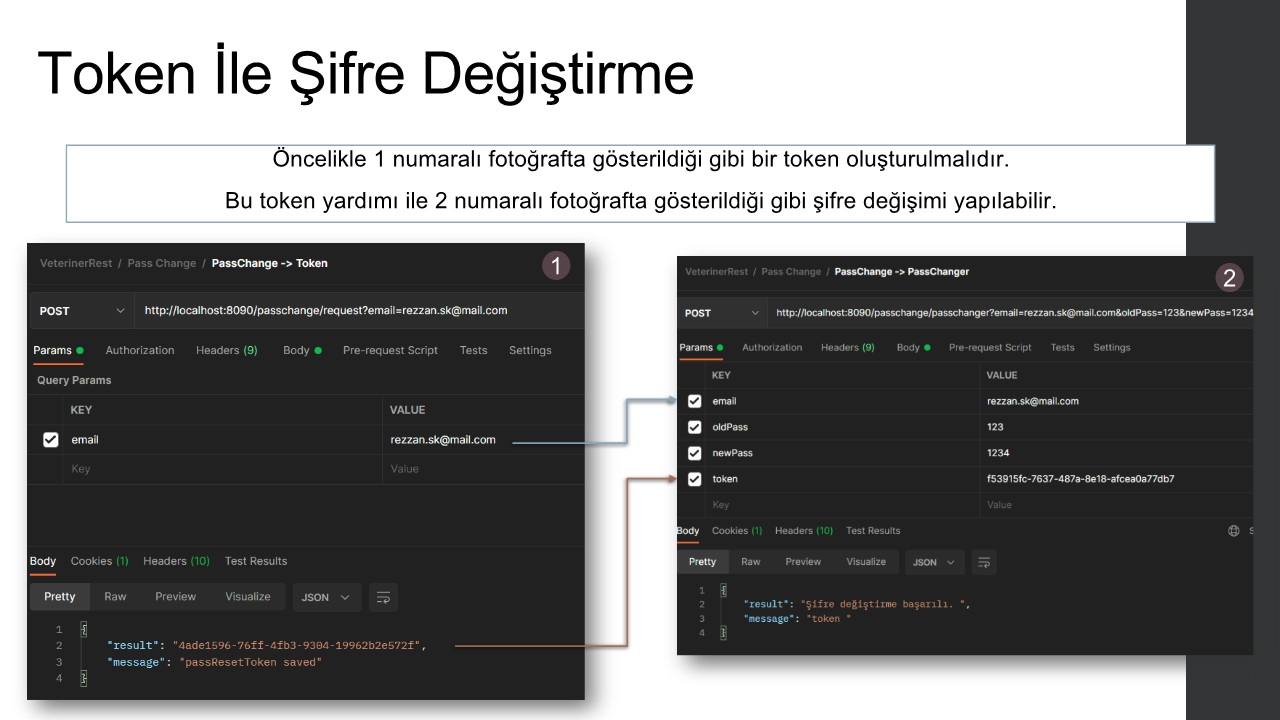 Token İle Şifre Değiştirme
Öncelikle 1 numaralı fotoğrafta gösterildiği gibi bir token oluşturulmalıdır.
Bu token yardımı ile 2 numaralı fotoğrafta gösterildiği gibi şifre değişimi yapılabilir.
VeterinerRest / Pass Change / PassChange -> Token
1
POST http://localhost:8090/passchange/request?email=rezzan.sk@mail.com
Params Authorization Headers (9) Body Pre-request Script Tests Settings
Query Params
KEY VALUE
email rezzan.sk@mail.com
Key Value
Body Cookies (1) Headers (10) Test Results
Pretty Raw Preview Visualize JSON
1 {
2 "result": "4ade1596-76ff-4fb3-9304-19962b2e572f",
3 "message": "passResetToken saved"
4 }
VeterinerRest / Pass Change / PassChange -> PassChanger
2
POST http://localhost:8090/passchange/passchanger?email=rezzan.sk@mail.com&oldPass=123&newPass=1234
Params Authorization Headers (9) Body Pre-request Script Tests Settings
KEY VALUE
email rezzan.sk@mail.com
oldPass 123
newPass 1234
token f53915fc-7637-487a-8e18-afcea0a77db7
Key Value
Body Cookies (1) Headers (10) Test Results S
Pretty Raw Preview Visualize JSON
1 {
2 "result": "Şifre değiştirme başarılı. ",
3 "message": "token "
4 }